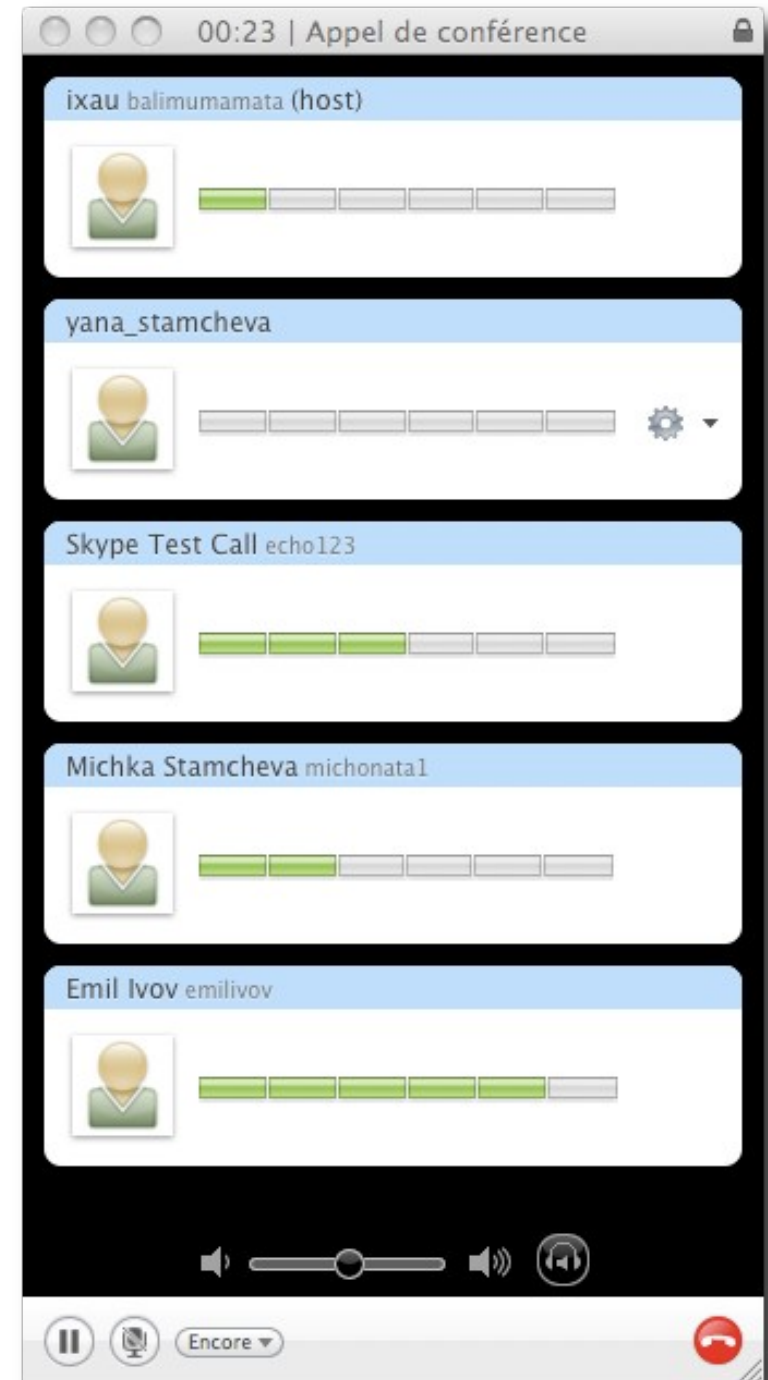 00:23 | Appel de conférence
ixau balimumamata (host)
yana_stamcheva
Skype Test Call echo123
Michka Stamcheva michonata1
Emil Ivov emilivov
Encore